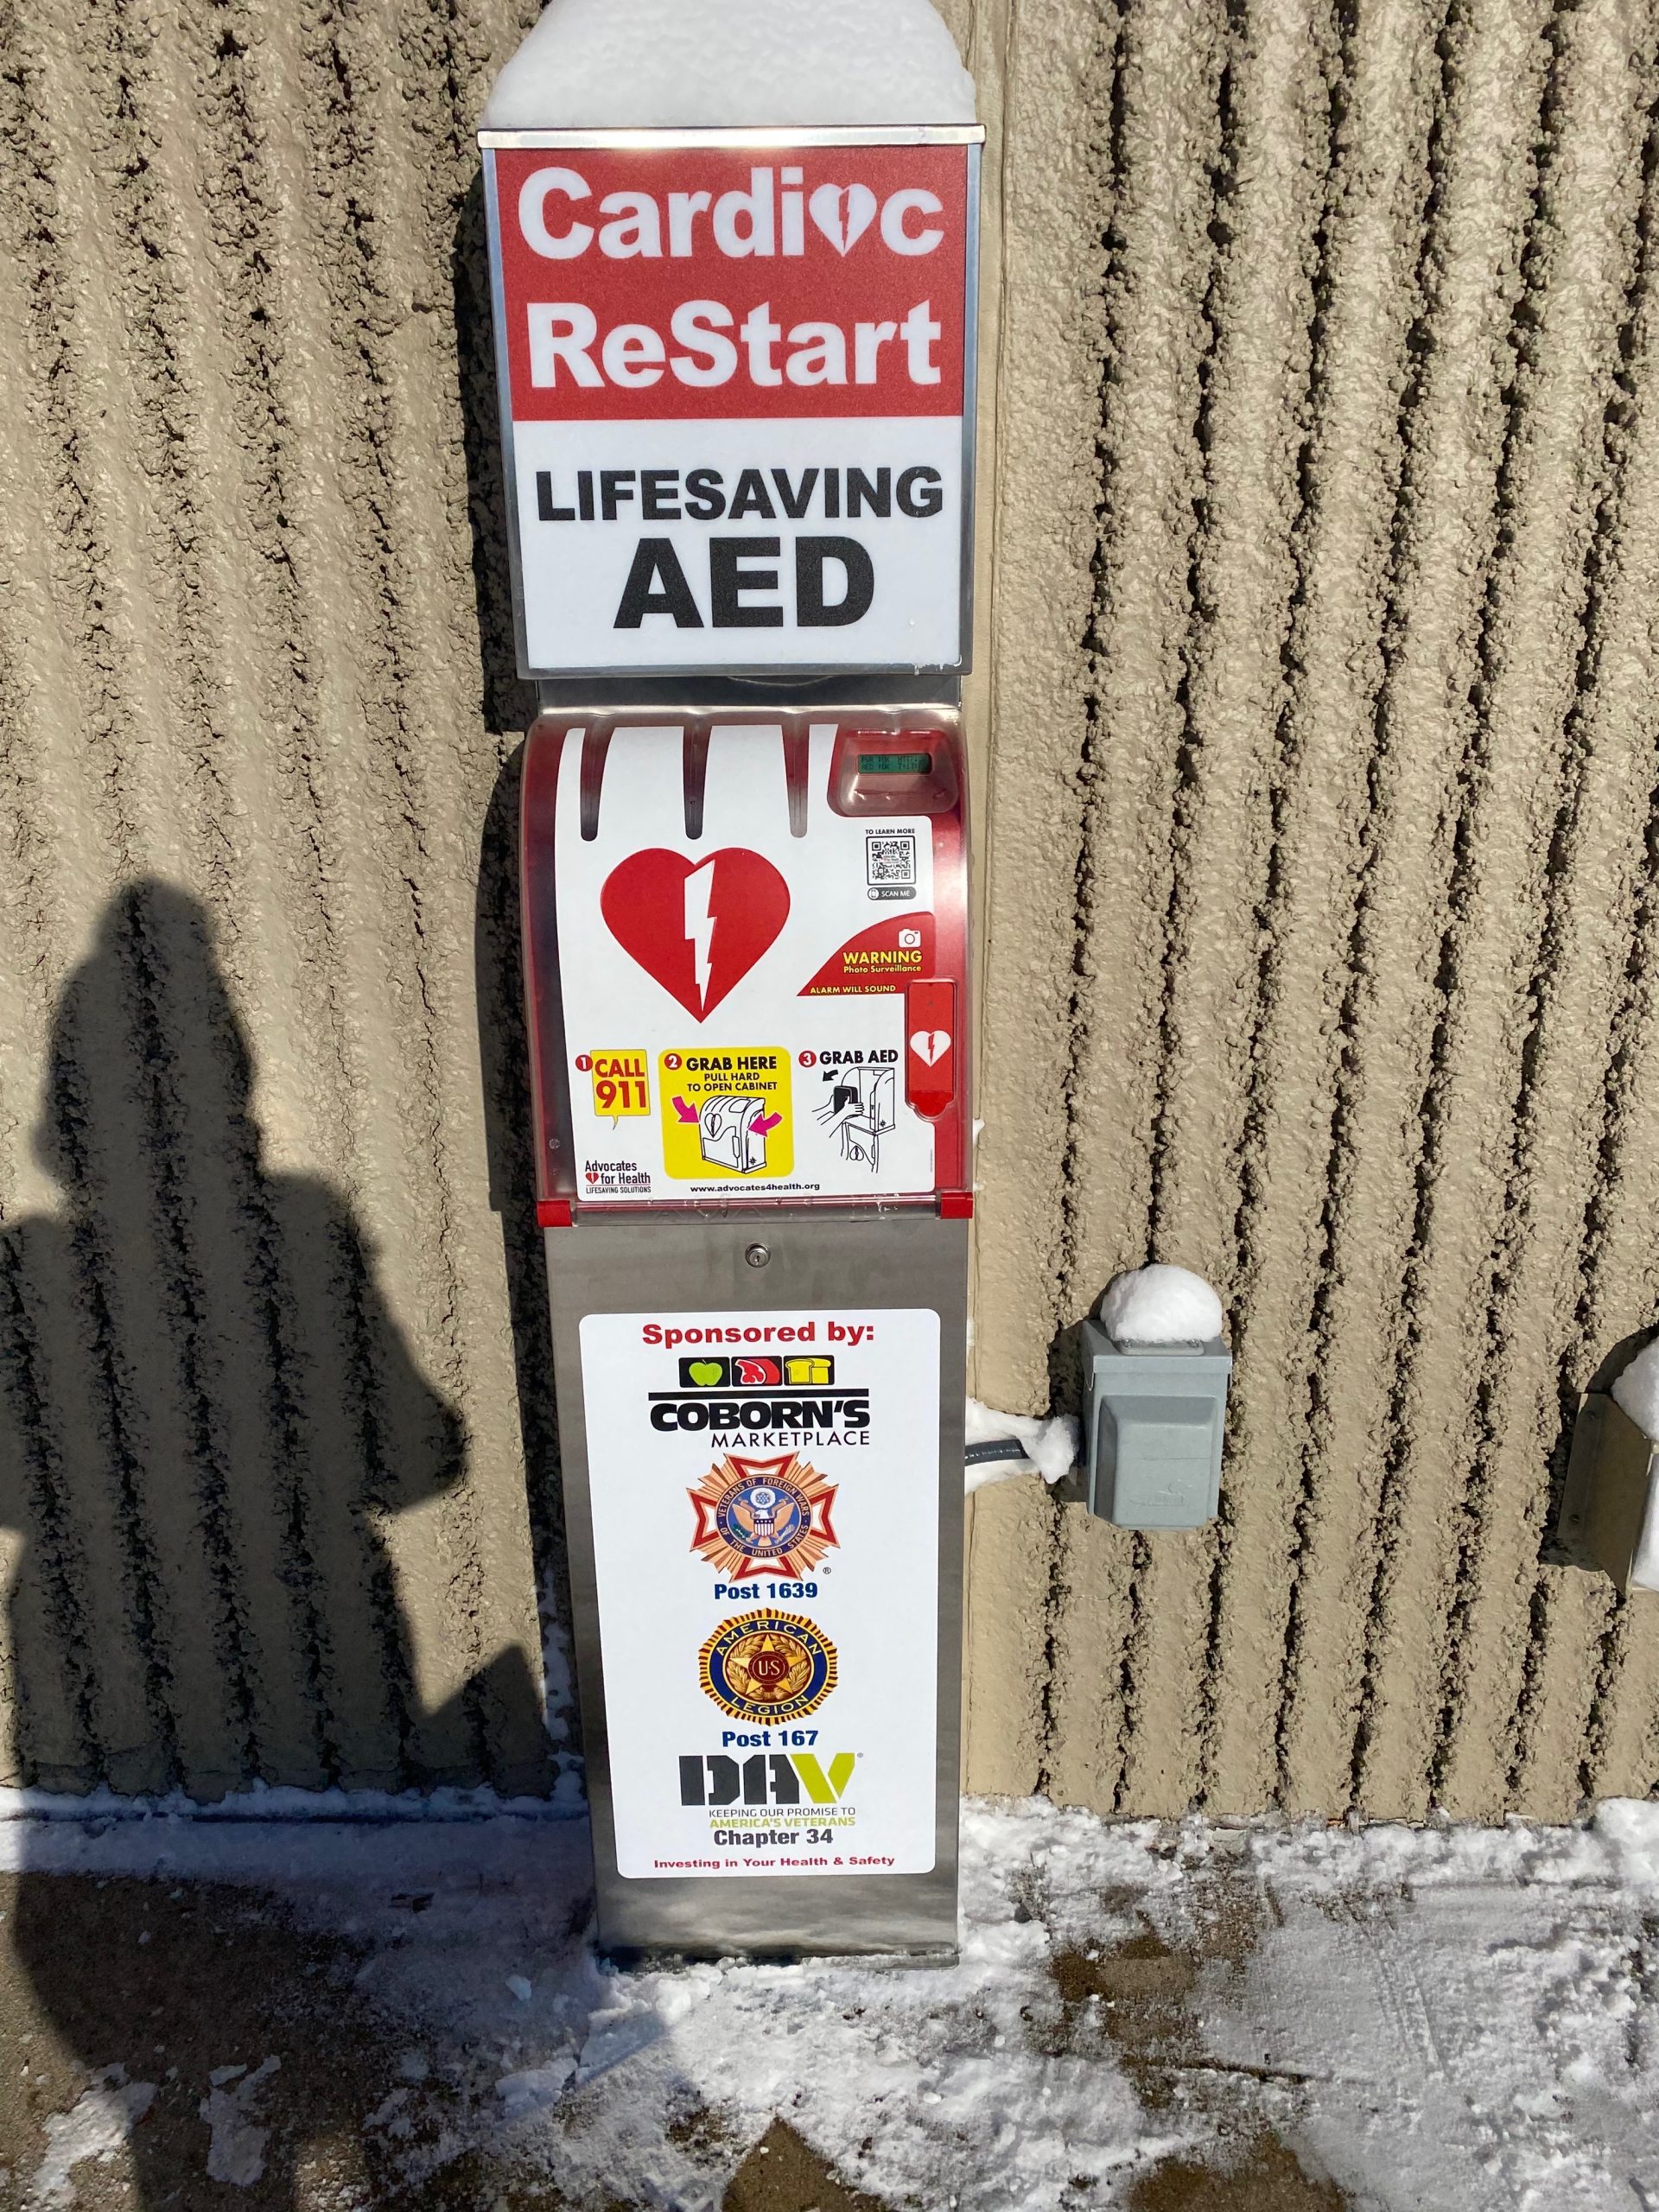 Cardiac
ReStart
LIFESAVING
AED
TO LEARN MORE
SCAN ME
WARNING
Photo Surveillance
ALARM WILL SOUND
1 CALL
911
2 GRAB HERE
PULL HARD
TO OPEN CABINET
3 GRAB AED
Advocates
for Health
LIFESAVING SOLUTIONS
www.advocates4health.org
Sponsored by:
COBORN'S
MARKETPLACE
VETERANS OF FOREIGN WARS
OF THE UNITED STATES
®
Post 1639
AMERICAN
U.S
LEGION
Post 167
DAV®
KEEPING OUR PROMISE TO
AMERICA'S VETERANS
Chapter 34
Investing in Your Health & Safety